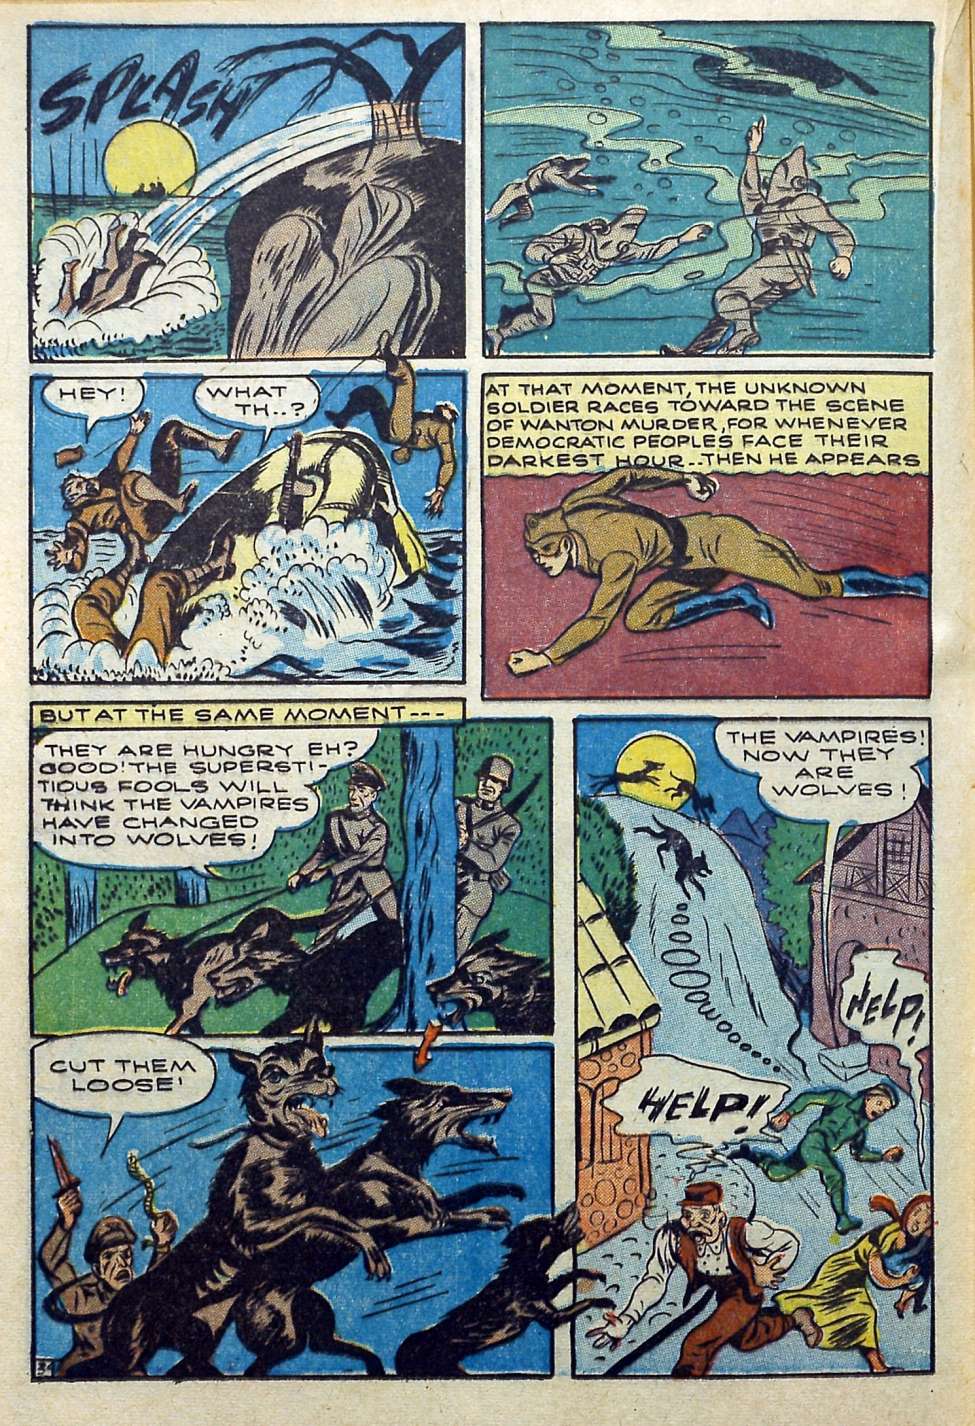 SPLASH
HEY!
WHAT
TH..?
AT THAT MOMENT, THE UNKNOWN
SOLDIER RACES TOWARD THE SCENE
OF WANTON MURDER, FOR WHENEVER
DEMOCRATIC PEOPLES FACE THEIR
DARKEST HOUR..THEN HE APPEARS
BUT AT THE SAME MOMENT---
THEY ARE HUNGRY EH?
GOOD! THE SUPERSTI-
TIOUS FOOLS WILL
THINK THE VAMPIRES
HAVE CHANGED
INTO WOLVES!
CUT THEM
LOOSE!
THE VAMPIRES!
NOW THEY
ARE
WOLVES!
HELP!
HELP!